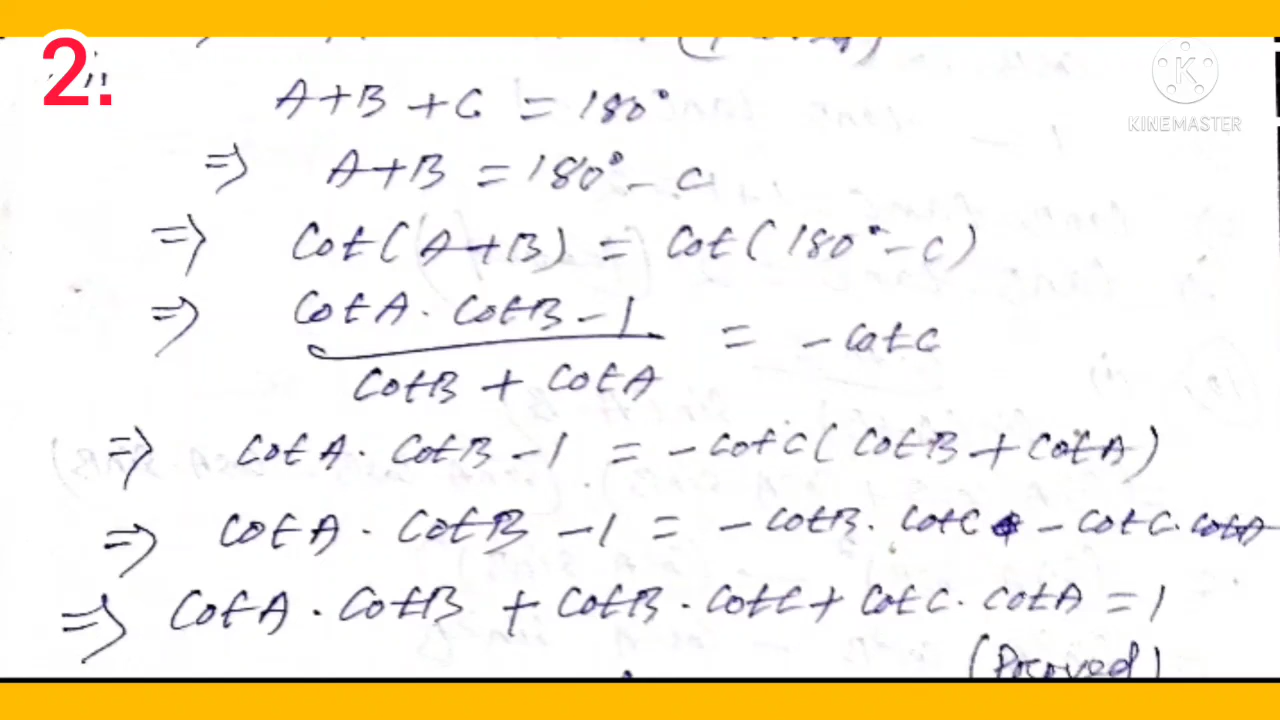 2.
KINEMASTER
A+B+C = 180°
=> A+B = 180° - C
=> Cot(A+B) = Cot(180° - C)
=> CotA . CotB - 1 / CotB + CotA = - CotC
=> CotA . CotB - 1 = - CotC(CotB + CotA)
=> CotA . CotB - 1 = - CotB . CotC - CotC . CotA
=> CotA . CotB + CotB . CotC + CotC . CotA = 1
(Proved)